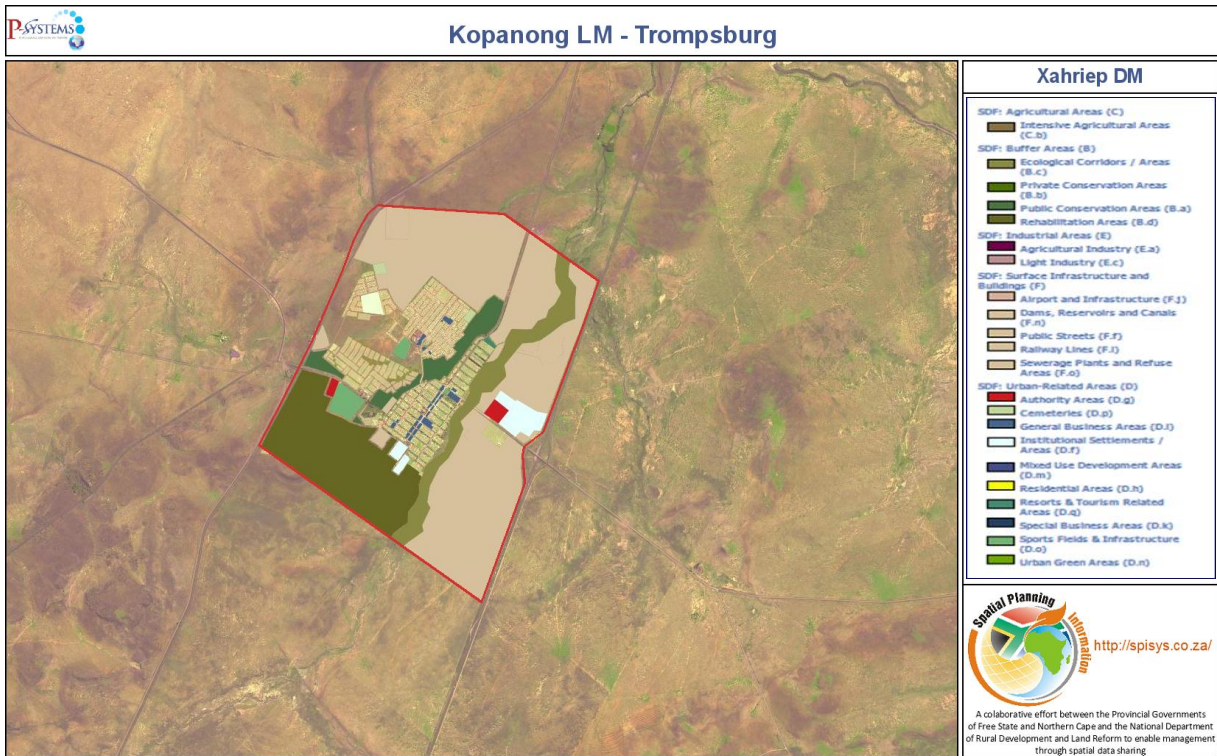 P-SYSTEMS
Kopanong LM - Trompsburg
Xahriep DM
SDF: Agricultural Areas (C)
Intensive Agricultural Areas
(C.b)
SDF: Buffer Areas (B)
Ecological Corridors / Areas
(B.c)
Private Conservation Areas
(B.b)
Public Conservation Areas (B.a)
Rehabilitation Areas (B.d)
SDF: Industrial Areas (E)
Agricultural Industry (E.a)
Light Industry (E.c)
SDF: Surface Infrastructure and
Buildings (F)
Airport and Infrastructure (F.j)
Dams, Reservoirs and Canals
(F.n)
Public Streets (F.f)
Railway Lines (F.l)
Sewerage Plants and Refuse
Areas (F.o)
SDF: Urban-Related Areas (D)
Authority Areas (D.g)
Cemeteries (D.p)
General Business Areas (D.l)
Institutional Settlements /
Areas (D.f)
Mixed Use Development Areas
(D.m)
Residential Areas (D.h)
Resorts & Tourism Related
Areas (D.q)
Special Business Areas (D.k)
Sports Fields & Infrastructure
(D.o)
Urban Green Areas (D.n)
Spatial Planning
Information
http://spisys.co.za/
A colaborative effort between the Provincial Governments
of Free State and Northern Cape and the National Department
of Rural Development and Land Reform to enable management
through spatial data sharing